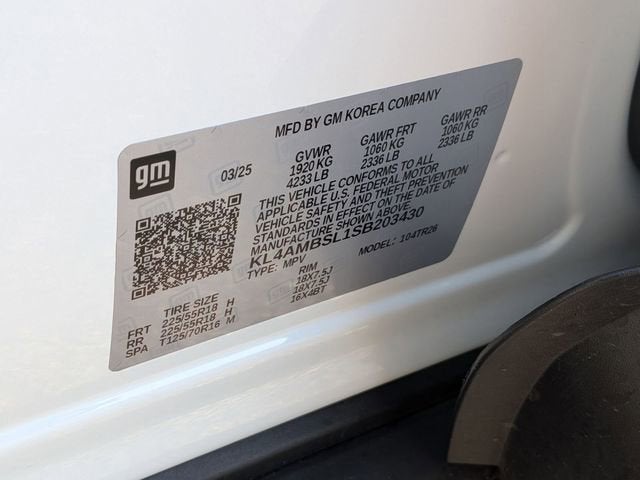 MFD BY GM KOREA COMPANY
gm
03/25
GVWR GAWR FRT GAWR RR
1920 KG 1060 KG 1060 KG
4233 LB 2336 LB 2336 LB
THIS VEHICLE CONFORMS TO ALL
APPLICABLE U.S. FEDERAL MOTOR
VEHICLE SAFETY AND THEFT PREVENTION
STANDARDS IN EFFECT ON THE DATE OF
MANUFACTURE SHOWN ABOVE.
KL4AMBSL1SB203430
TYPE: MPV MODEL: 104TR26
TIRE SIZE RIM
FRT 225/55R18 H 18X7.5J
RR 225/55R18 H 18X7.5J
SPA T125/70R16 M 16X4BT